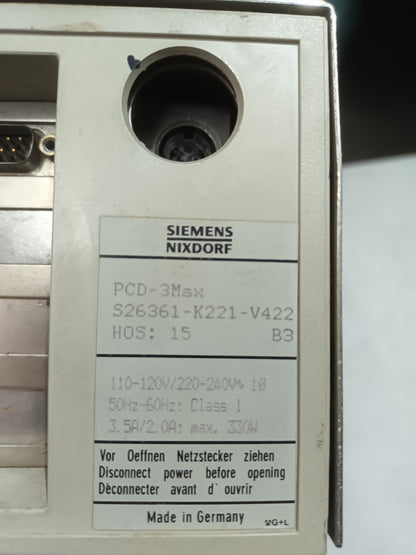 SIEMENS
NIXDORF
PCD-3Msx
S26361-K221-V422
HOS: 15 B3
110-120V/220-240V∿ 10
50Hz-60Hz: Class 1
3.5A/2.0A: max. 330W
Vor Oeffnen Netzstecker ziehen
Disconnect power before opening
Dèconnecter avant d' ouvrir
Made in Germany G+L